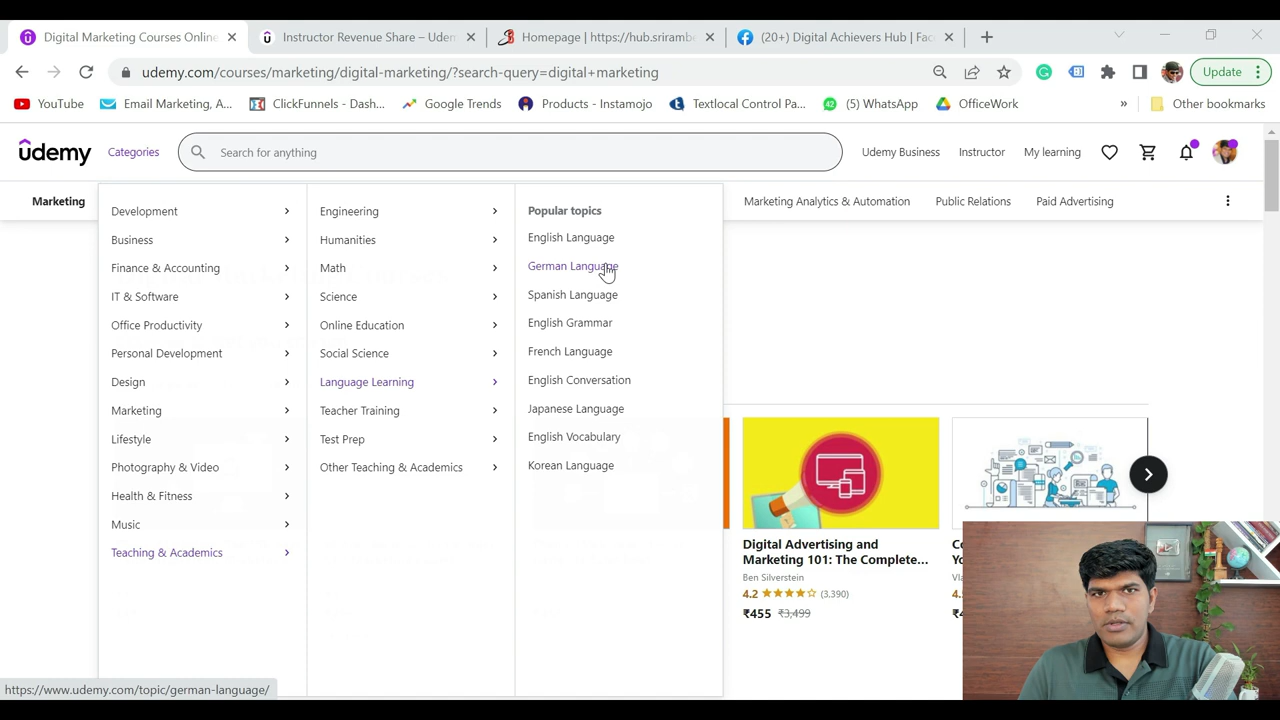 Digital Marketing Courses Online
Instructor Revenue Share – Uder
Homepage | https://hub.srirambe
(20+) Digital Achievers Hub | Fac
udemy.com/courses/marketing/digital-marketing/?search-query=digital+marketing
Update
YouTube
Email Marketing, A...
ClickFunnels - Dash...
Google Trends
Products - Instamojo
Textlocal Control Pa...
42
(5) WhatsApp
OfficeWork
»
Other bookmarks
ûdemy
Categories
Search for anything
Udemy Business
Instructor
My learning
Marketing
Marketing Analytics & Automation
Public Relations
Paid Advertising
Development
Business
Finance & Accounting
IT & Software
Office Productivity
Personal Development
Design
Marketing
Lifestyle
Photography & Video
Health & Fitness
Music
Teaching & Academics
Engineering
Humanities
Math
Science
Online Education
Social Science
Language Learning
Teacher Training
Test Prep
Other Teaching & Academics
Popular topics
English Language
German Language
Spanish Language
English Grammar
French Language
English Conversation
Japanese Language
English Vocabulary
Korean Language
Digital Advertising and
Marketing 101: The Complete...
Ben Silverstein
4.2
(3,390)
₹455 ₹3,499
https://www.udemy.com/topic/german-language/